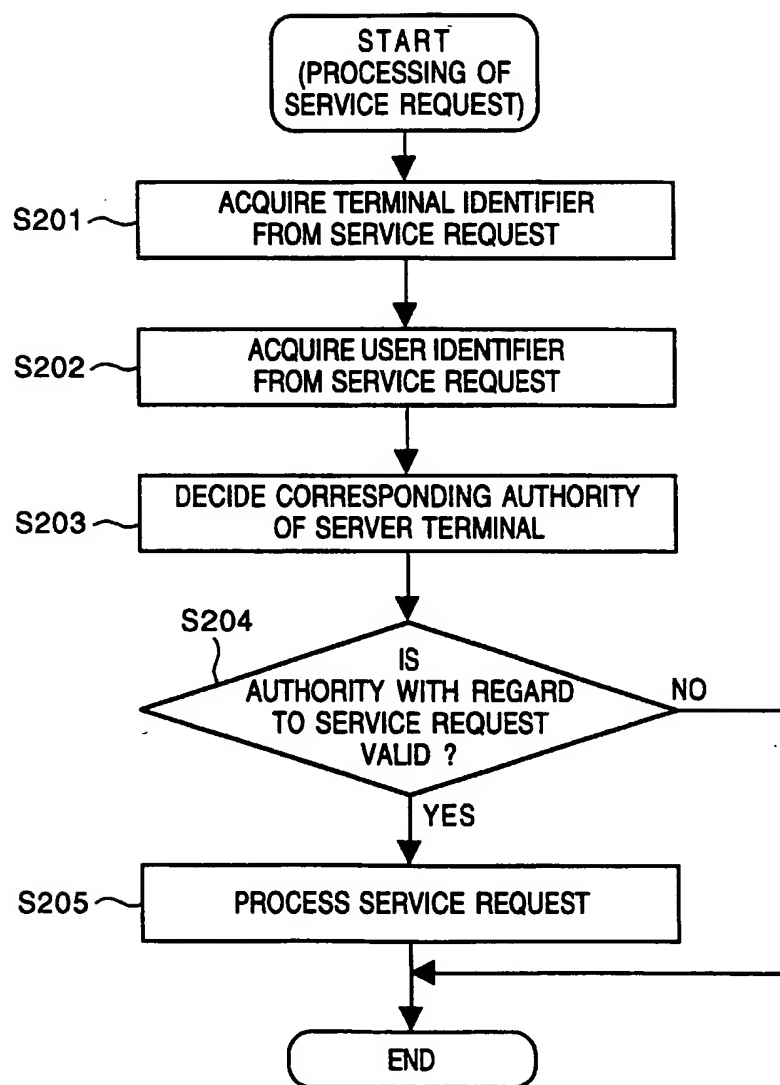 START
(PROCESSING OF
SERVICE REQUEST)
S201
ACQUIRE TERMINAL IDENTIFIER
FROM SERVICE REQUEST
S202
ACQUIRE USER IDENTIFIER
FROM SERVICE REQUEST
S203
DECIDE CORRESPONDING AUTHORITY
OF SERVER TERMINAL
S204
IS
AUTHORITY WITH REGARD
TO SERVICE REQUEST
VALID ?
NO
YES
S205
PROCESS SERVICE REQUEST
END